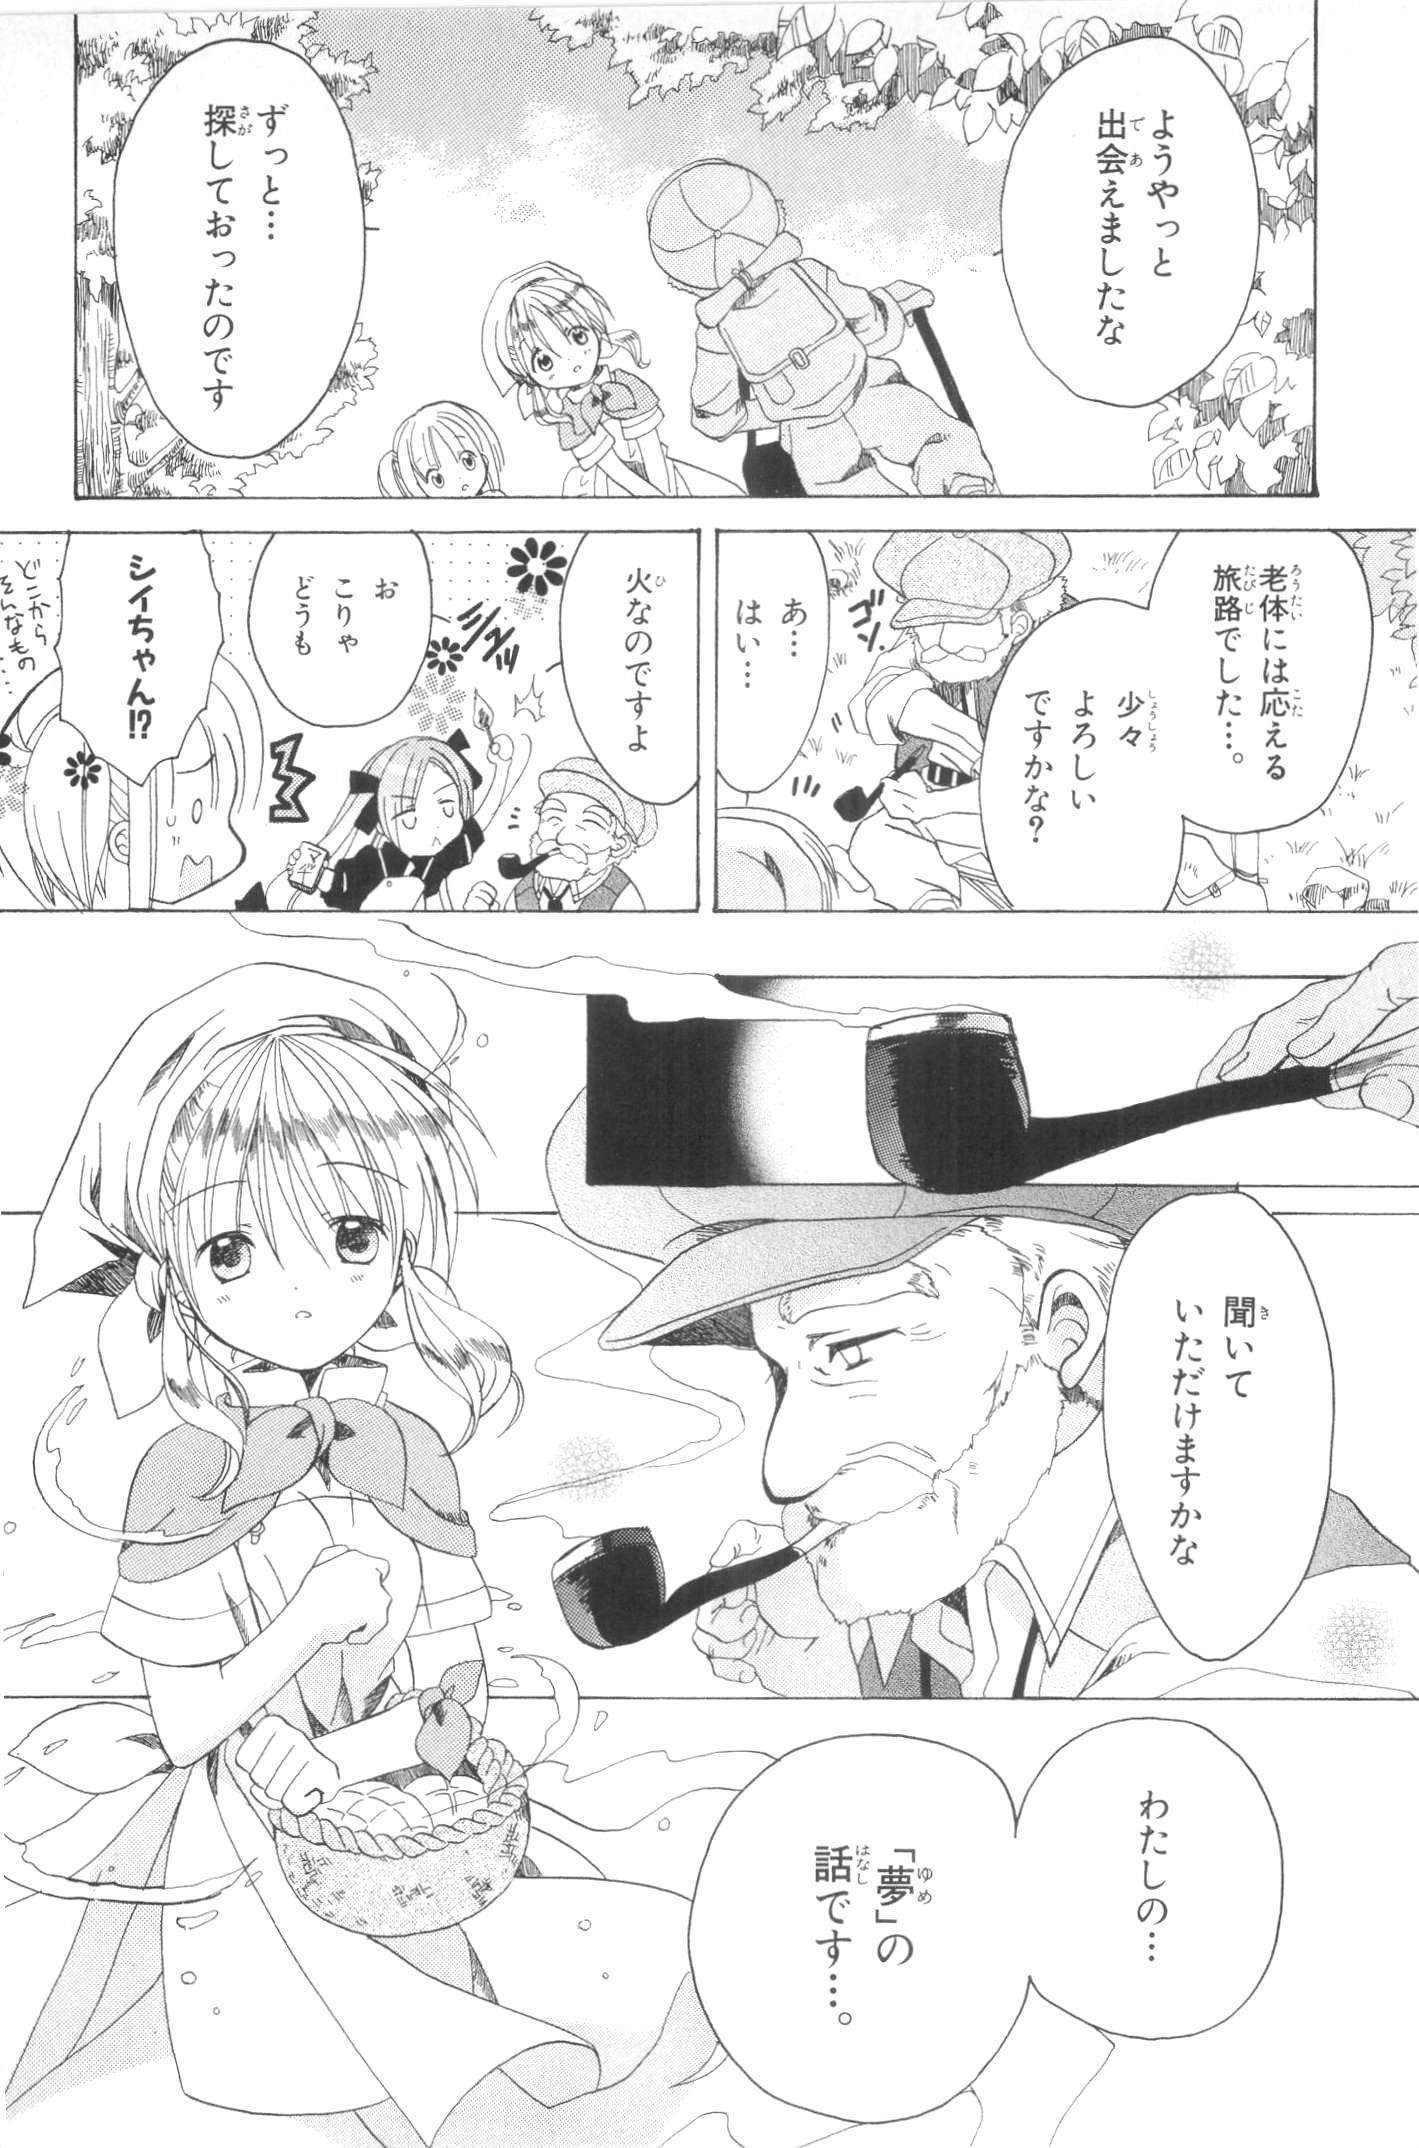 ようやっと
出会えましたな
ずっと…
探しておったのです
老体には応える
旅路でした…。
少々
よろしい
ですかな？
ゴソ
あ…
はい…
火なのですよ
お
こりゃ
どうも
シイちゃん!?
どこから
そんなもの
…
聞いて
いただけますかな
わたしの…
「夢」の
話です…。